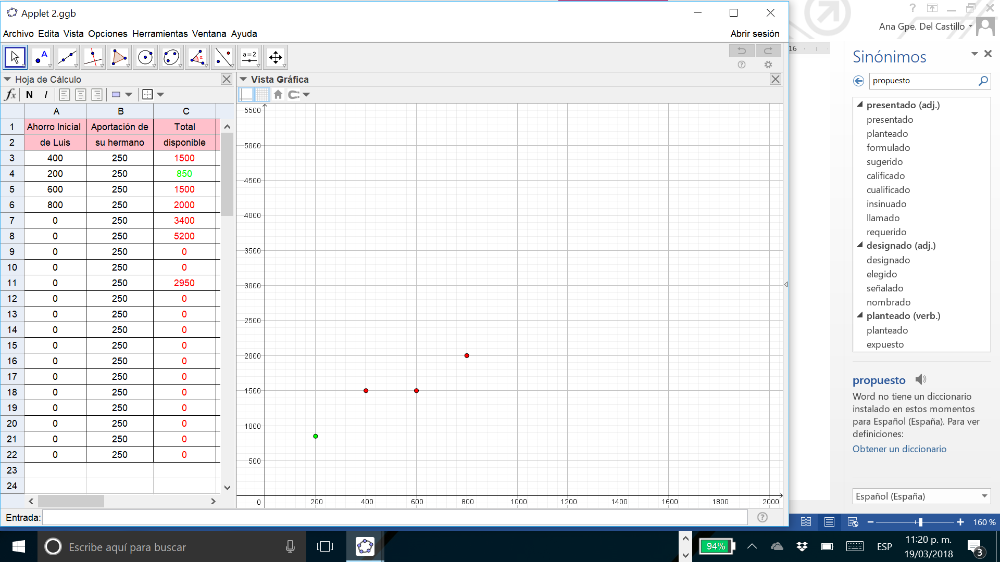 Applet 2.ggb
Archivo Edita Vista Opciones Herramientas Ventana Ayuda
Abrir sesión
A
α
a=2
Hoja de Cálculo
Vista Gráfica
fx N I
A B C
1 Ahorro Inicial Aportación de Total
2 de Luis su hermano disponible
3 400 250 1500
4 200 250 850
5 600 250 1500
6 800 250 2000
7 0 250 3400
8 0 250 5200
9 0 250 0
10 0 250 0
11 0 250 2950
12 0 250 0
13 0 250 0
14 0 250 0
15 0 250 0
16 0 250 0
17 0 250 0
18 0 250 0
19 0 250 0
20 0 250 0
21 0 250 0
22 0 250 0
23
24
5500
5000
4500
4000
3500
3000
2500
2000
1500
1000
500
0 200 400 600 800 1000 1200 1400 1600 1800 2000
Entrada:
Ana Gpe. Del Castillo
16
Sinónimos
propuesto
presentado (adj.)
presentado
planteado
formulado
sugerido
calificado
cualificado
insinuado
llamado
requerido
designado (adj.)
designado
elegido
señalado
nombrado
planteado (verb.)
planteado
expuesto
propuesto
Word no tiene un diccionario
instalado en estos momentos
para Español (España). Para ver
definiciones:
Obtener un diccionario
Español (España)
160 %
Escribe aquí para buscar
94%
ESP
11:20 p. m.
19/03/2018
3